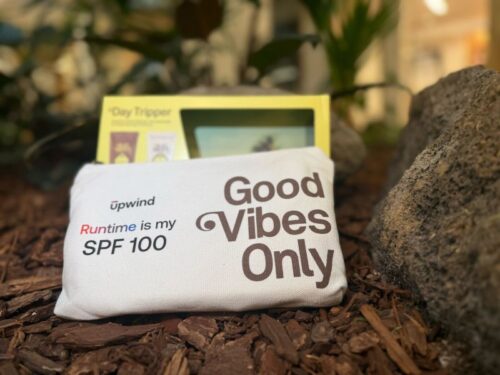 Day Tripper
upwind
Runtime is my
SPF 100
Good
Vibes
Only